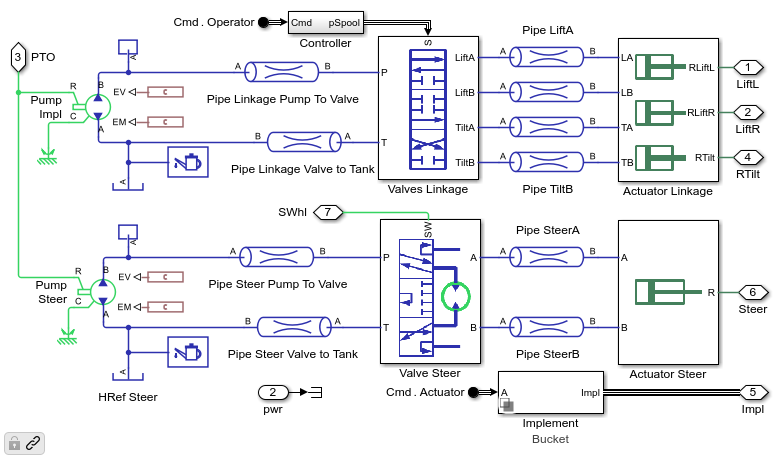 Cmd . Operator
Cmd pSpool
Controller
3 PTO
R
B
Pump
Impl
C
A
A
EV C
EM C
A B
Pipe Linkage Pump To Valve
B A
Pipe Linkage Valve to Tank
A
S
P
T
LiftA
LiftB
TiltA
TiltB
Valves Linkage
Pipe LiftA
A B
A B
A B
A B
Pipe TiltB
LA
LB
TA
TB
RLiftL
RLiftR
RTilt
Actuator Linkage
1
LiftL
2
LiftR
4
RTilt
SWhl 7
A
R
B
Pump
Steer
C
A
EV C
EM C
A B
Pipe Steer Pump To Valve
B A
Pipe Steer Valve to Tank
A
HRef Steer
SW
P
T
A
B
Valve Steer
Pipe SteerA
A B
A B
Pipe SteerB
A
B
R
Actuator Steer
6
Steer
2
pwr
Cmd . Actuator
A Impl
Implement
Bucket
5
Impl